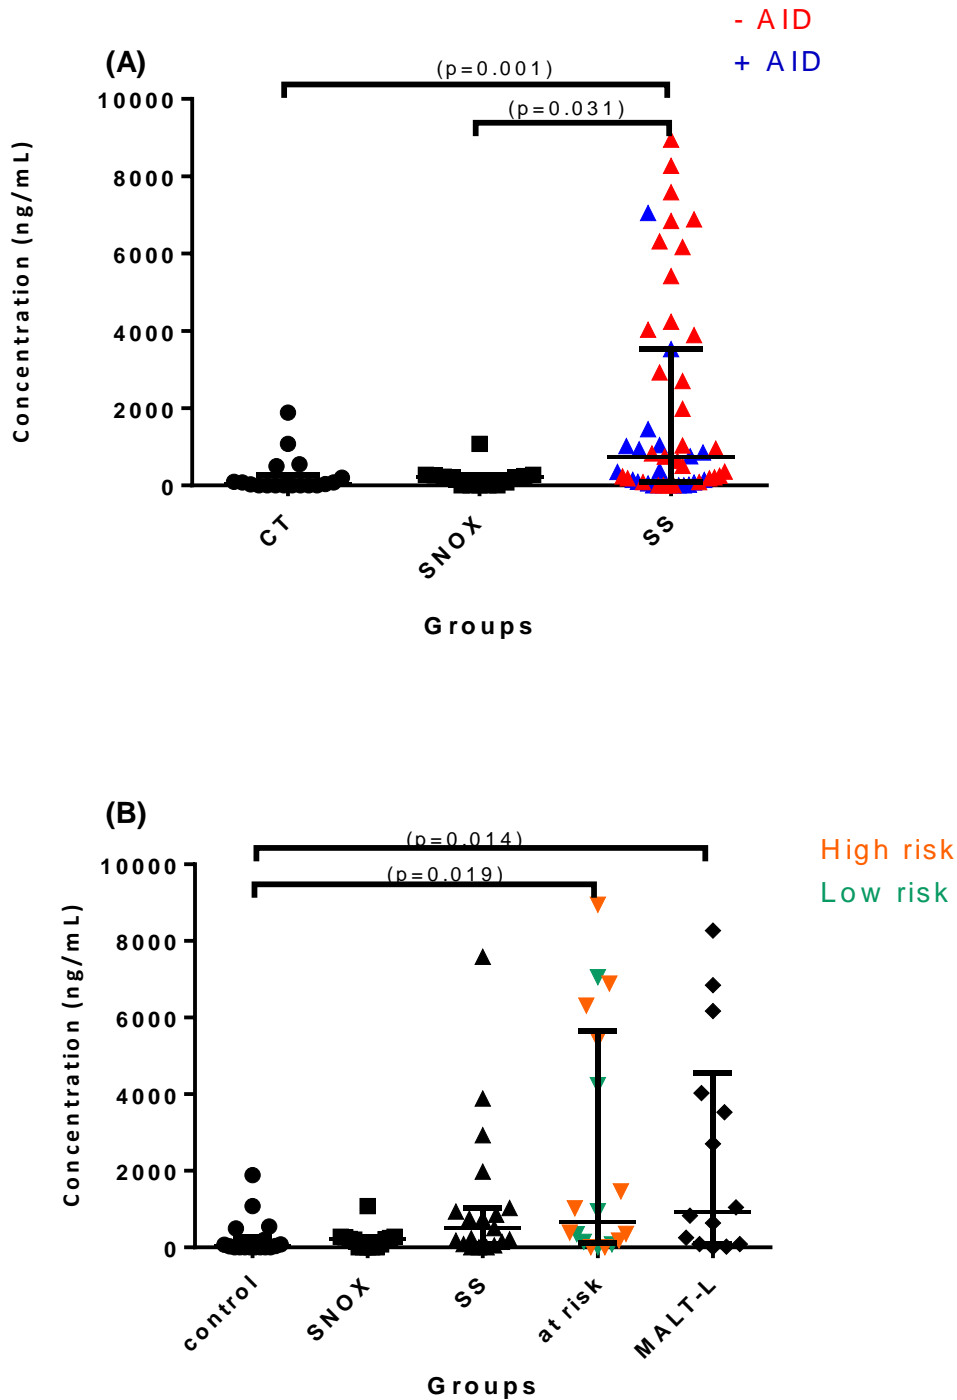 - AID
(A)
+ AID
(p=0.001)
(p=0.031)
10000
8000
6000
4000
2000
0
Concentration (ng/mL)
CT
SNOX
SS
Groups
(B)
(p=0.014)
(p=0.019)
High risk
Low risk
10000
8000
6000
4000
2000
0
Concentration (ng/mL)
control
SNOX
SS
at risk
MALT-L
Groups